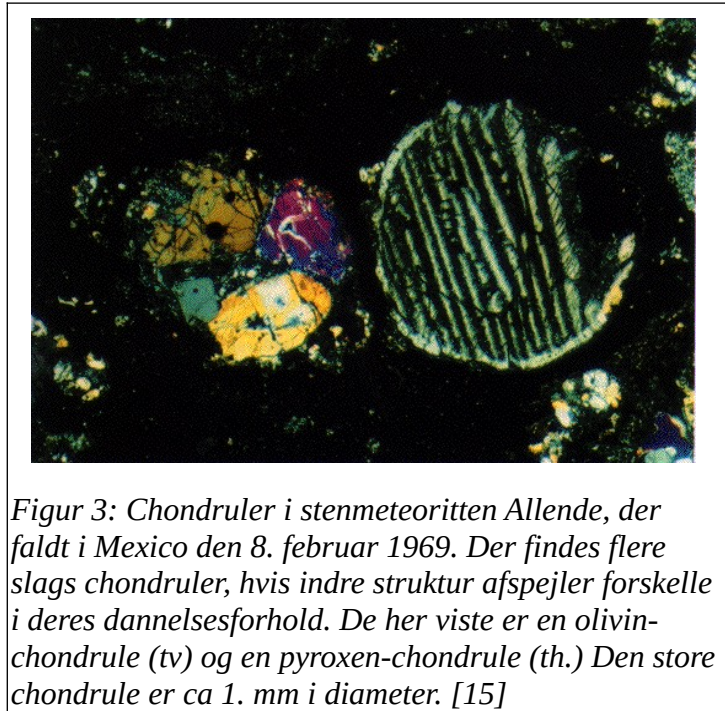 Figur 3: Chondruler i stenmeteoritten Allende, der
faldt i Mexico den 8. februar 1969. Der findes flere
slags chondruler, hvis indre struktur afspejler forskelle
i deres dannelsesforhold. De her viste er en olivin-
chondrule (tv) og en pyroxen-chondrule (th.) Den store
chondrule er ca 1. mm i diameter. [15]